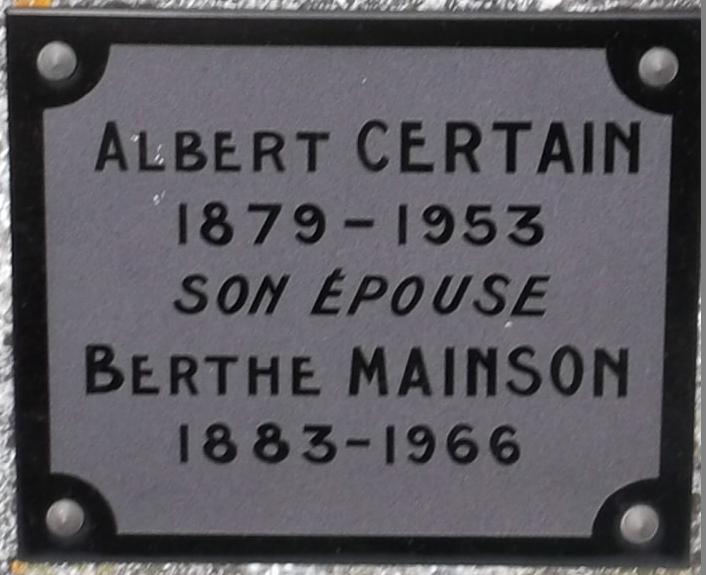 ALBERT CERTAIN
1879-1953
SON ÉPOUSE
BERTHE MAINSON
1883-1966